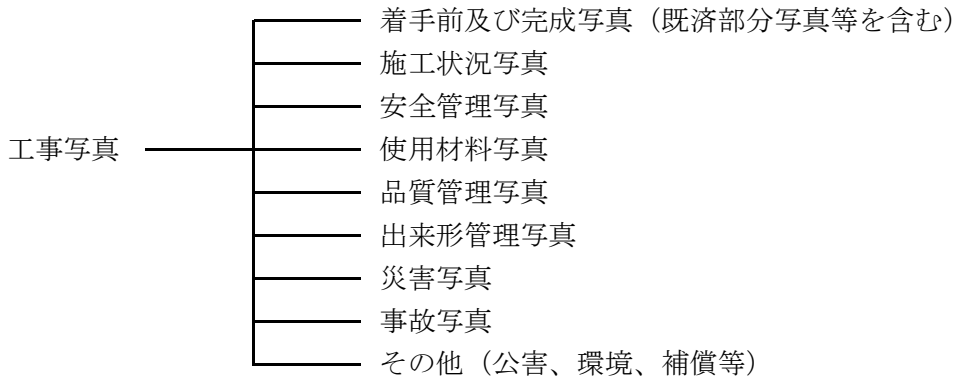 着手前及び完成写真（既済部分写真等を含む）
施工状況写真
安全管理写真
工事写真 使用材料写真
品質管理写真
出来形管理写真
災害写真
事故写真
その他（公害、環境、補償等）